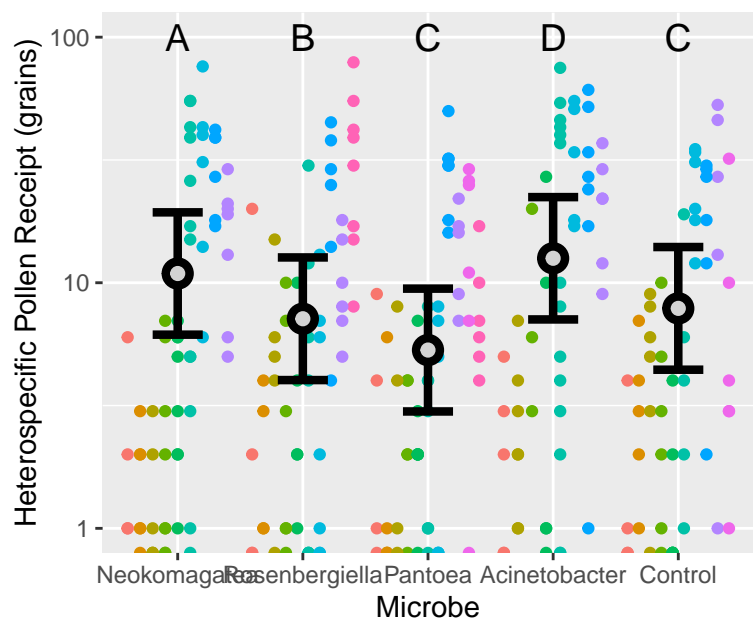 100
A B C D C
Heterospecific Pollen Receipt (grains)
10
1
Neokomagataea Rosenbergiella Pantoea Acinetobacter Control
Microbe